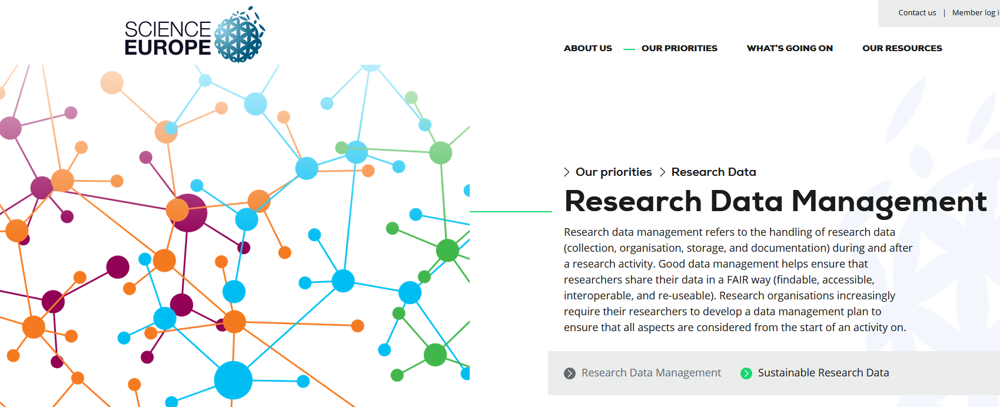 SCIENCE
EUROPE
Contact us | Member log i
ABOUT US OUR PRIORITIES WHAT'S GOING ON OUR RESOURCES
Our priorities Research Data
Research Data Management
Research data management refers to the handling of research data
(collection, organisation, storage, and documentation) during and after
a research activity. Good data management helps ensure that
researchers share their data in a FAIR way (findable, accessible,
interoperable, and re-useable). Research organisations increasingly
require their researchers to develop a data management plan to
ensure that all aspects are considered from the start of an activity on.
Research Data Management Sustainable Research Data